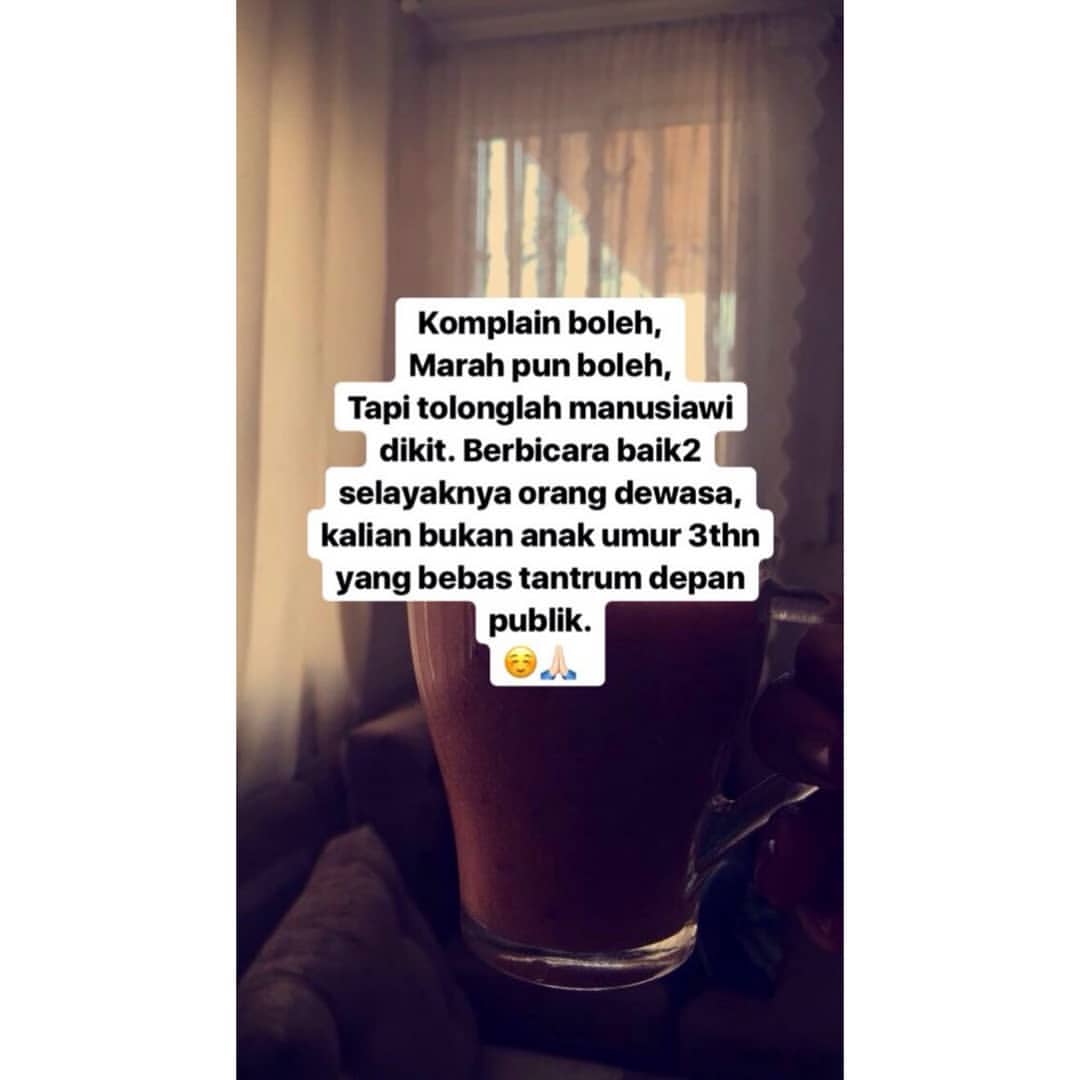 Komplain boleh,
Marah pun boleh,
Tapi tolonglah manusiawi
dikit. Berbicara baik2
selayaknya orang dewasa,
kalian bukan anak umur 3thn
yang bebas tantrum depan
publik.
☺️🙏🏻